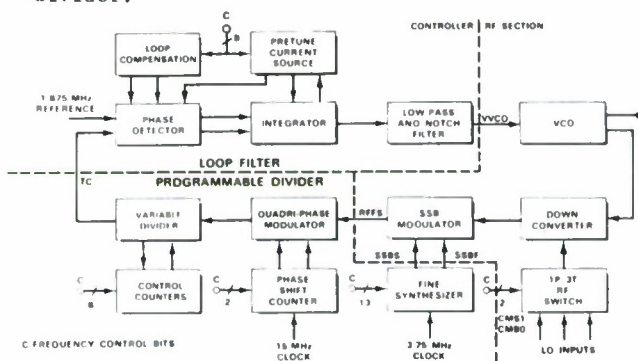 divider,
C
8
CONTROLLER
RF SECTION
LOOP
COMPENSATION
PRETUNE
CURRENT
SOURCE
1.875 MHz
REFERENCE
PHASE
DETECTOR
INTEGRATOR
LOW PASS
AND NOTCH
FILTER
VVCO
VCO
LOOP FILTER
PROGRAMMABLE DIVIDER
TC
VARIABLE
DIVIDER
QUADRI-PHASE
MODULATOR
RFFS
SSB
MODULATOR
DOWN
CONVERTER
SSBS
SSBF
C
8
CONTROL
COUNTERS
C
2
PHASE
SHIFT
COUNTER
C
13
FINE
SYNTHESIZER
C
2
CMS1
CMB0
1P 3T
RF
SWITCH
C FREQUENCY CONTROL BITS
15 MHz
CLOCK
3.75 MHz
CLOCK
LO INPUTS